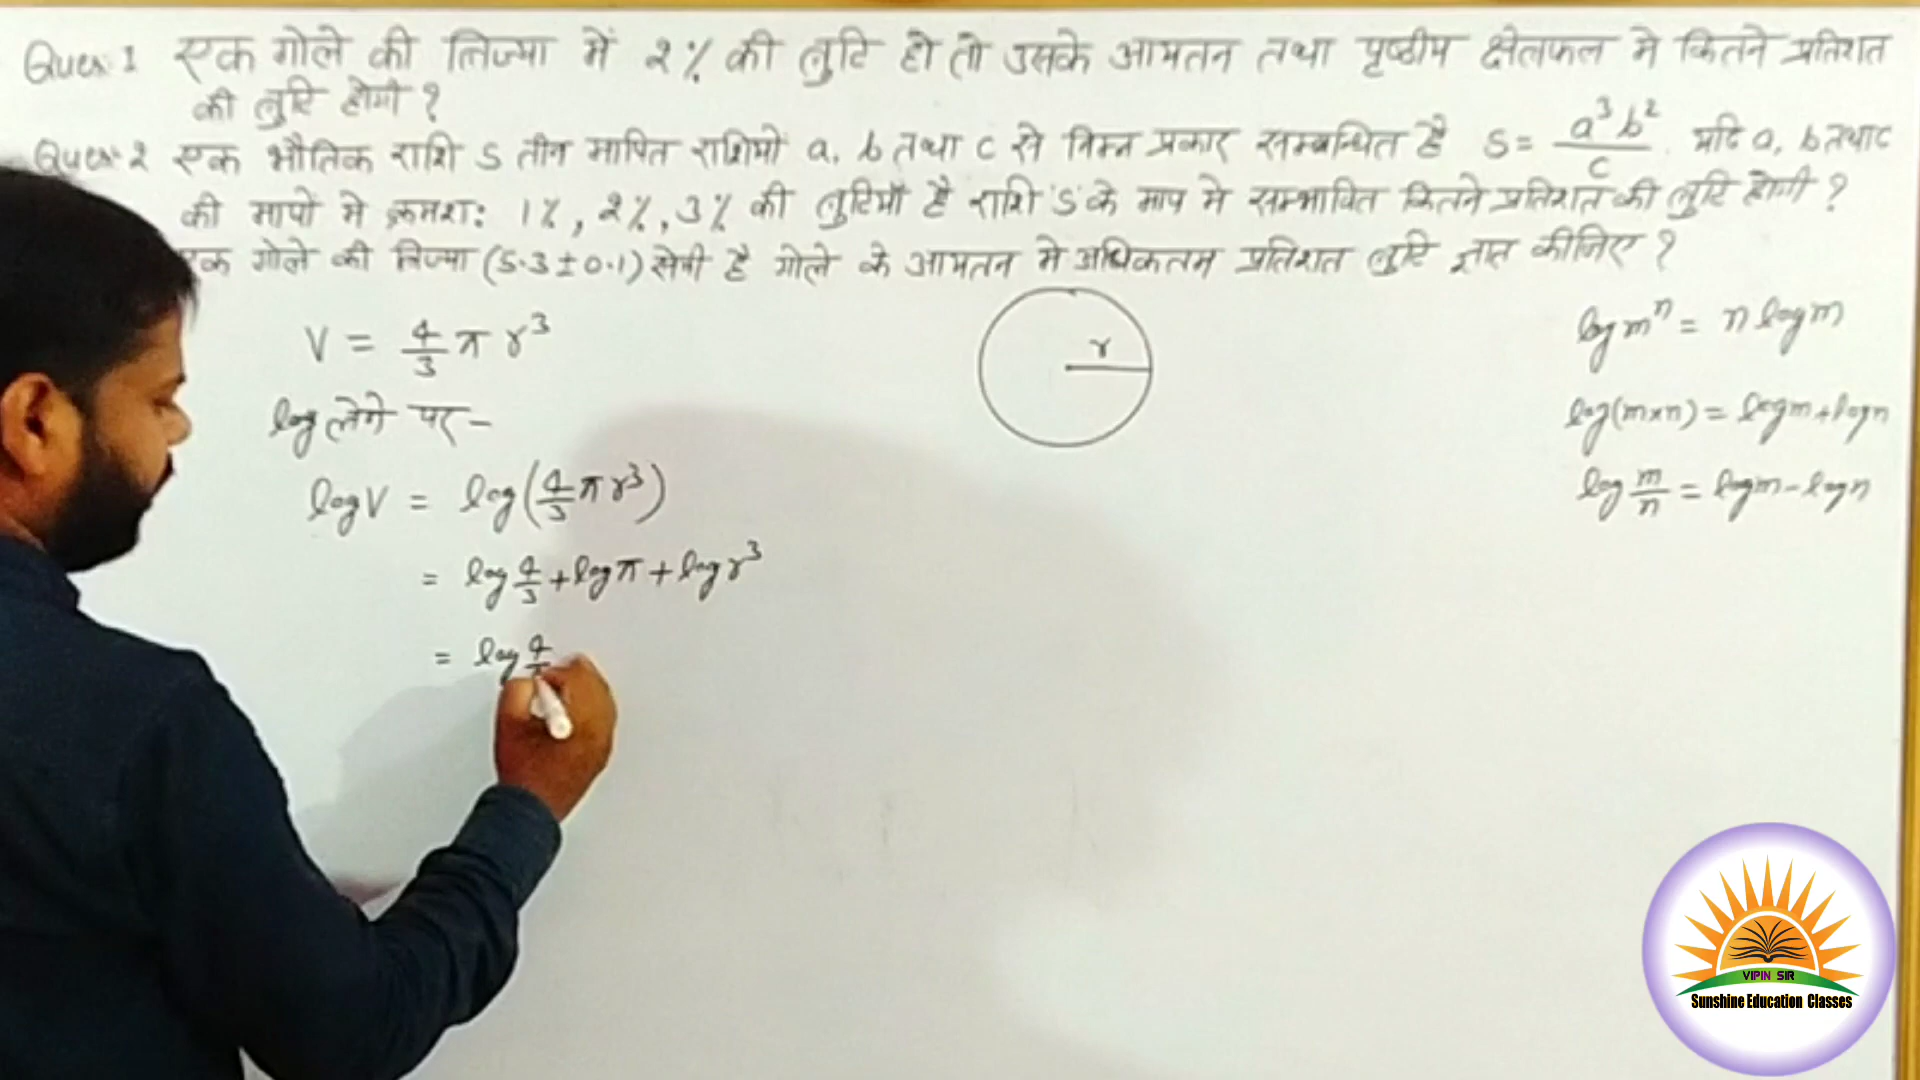 Ques 1 एक गोले की त्रिज्या में 2% की त्रुटि हो तो उसके आयतन तथा पृष्ठीय क्षेत्रफल मे कितने प्रतिशत
की त्रुटि होगी ?
Ques 2 एक भौतिक राशि S तीन मापित राशियों a, b तथा c से निम्न प्रकार सम्बन्धित है S = a³b²/c यदि a, b तथा c
की मापों मे क्रमशः 1%, 2%, 3% की त्रुटियाँ है राशि 'S' के माप मे सम्भावित कितने प्रतिशत की त्रुटि होगी ?
एक गोले की त्रिज्या (5.3±0.1) सेमी है गोले के आयतन मे अधिकतम प्रतिशत त्रुटि ज्ञात कीजिए ?
V = 4/3 π r³
log लेने पर-
log V = log(4/3 π r³)
= log 4/3 + log π + log r³
= log 4/
r
log mⁿ = n log m
log(m×n) = log m + log n
log m/n = log m - log n
VIPIN SIR
Sunshine Education Classes